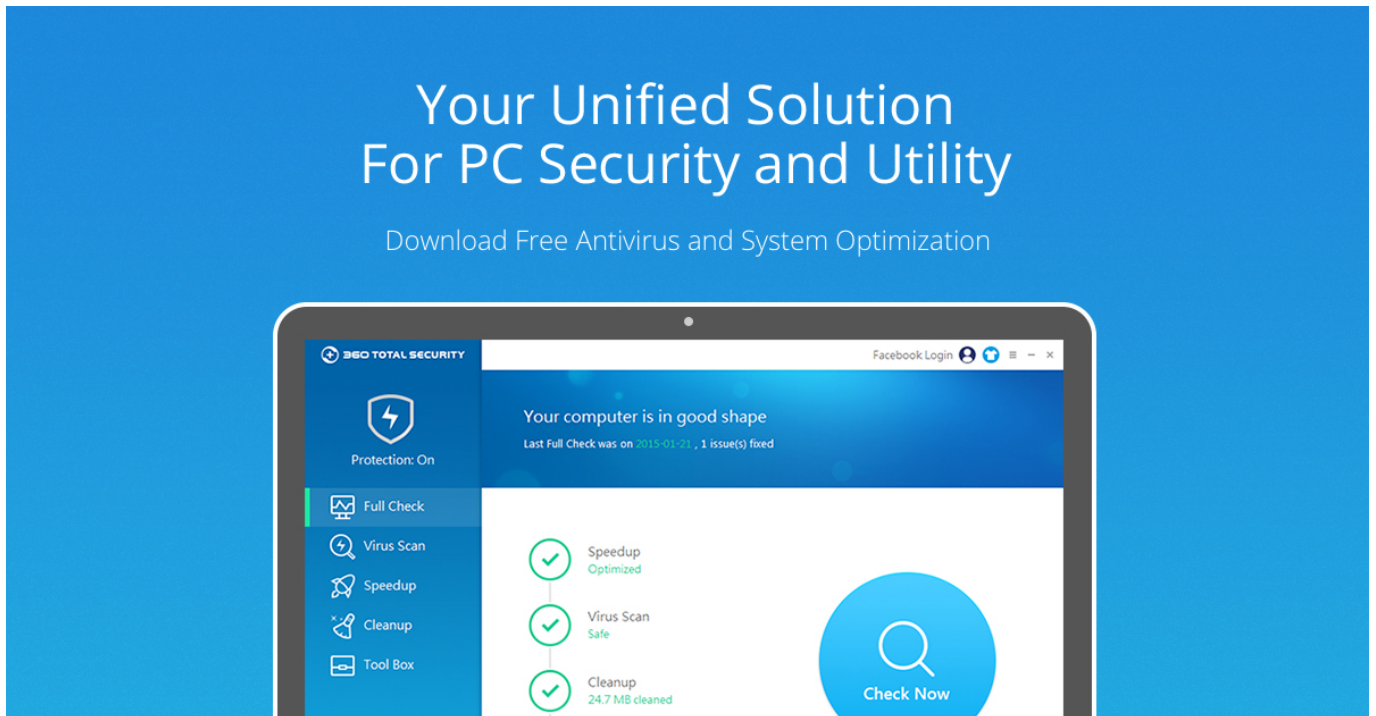 Your Unified Solution
For PC Security and Utility
Download Free Antivirus and System Optimization
360 TOTAL SECURITY
Facebook Login
Protection: On
Your computer is in good shape
Last Full Check was on 2015-01-21 , 1 issue(s) fixed
Full Check
Virus Scan
Speedup
Cleanup
Tool Box
Speedup
Optimized
Virus Scan
Safe
Cleanup
24.7 MB cleaned
Check Now